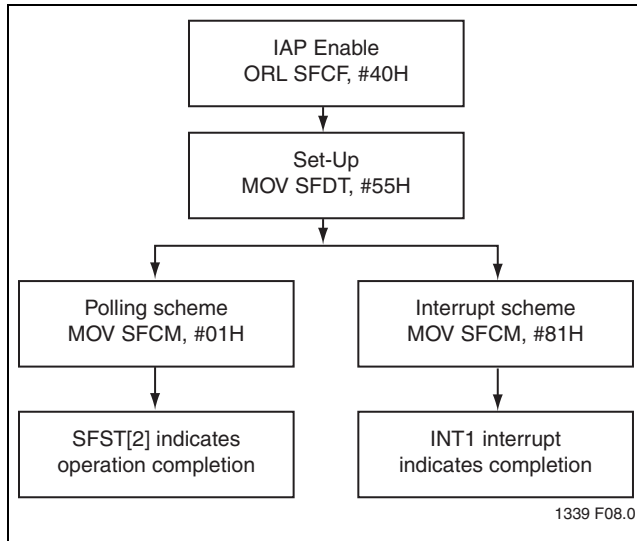 IAP Enable
ORL SFCF, #40H
Set-Up
MOV SFDT, #55H
Polling scheme
MOV SFCM, #01H
Interrupt scheme
MOV SFCM, #81H
SFST[2] indicates
operation completion
INT1 interrupt
indicates completion
1339 F08.0